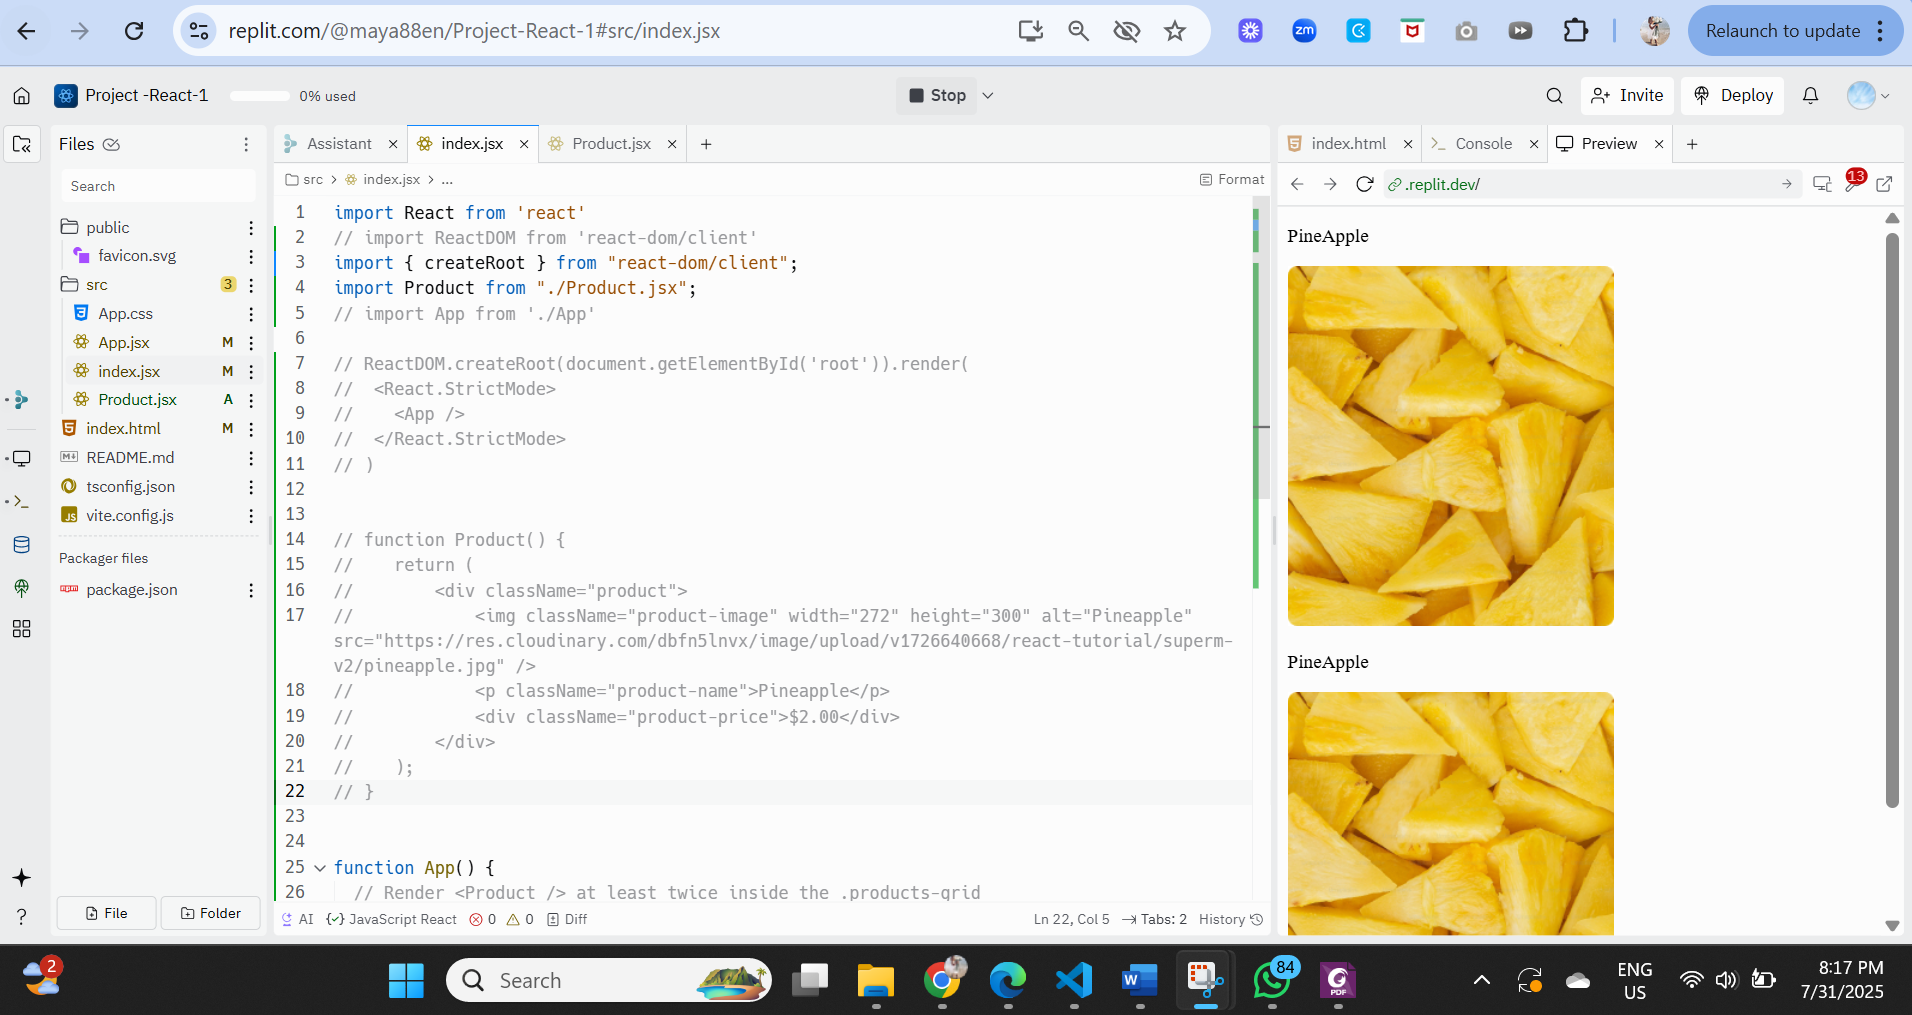 replit.com/@maya88en/Project-React-1#src/index.jsx
zm
Relaunch to update
Project -React-1
0% used
Stop
Invite
Deploy
Files
Search
public
favicon.svg
src
3
App.css
App.jsx
M
index.jsx
M
Product.jsx
A
index.html
M
README.md
tsconfig.json
vite.config.js
Packager files
package.json
File
Folder
Assistant
index.jsx
Product.jsx
src > index.jsx > ...
Format
1 import React from 'react'
2 // import ReactDOM from 'react-dom/client'
3 import { createRoot } from "react-dom/client";
4 import Product from "./Product.jsx";
5 // import App from './App'
6
7 // ReactDOM.createRoot(document.getElementById('root')).render(
8 //  <React.StrictMode>
9 //    <App />
10 //  </React.StrictMode>
11 // )
12
13
14 // function Product() {
15 //    return (
16 //        <div className="product">
17 //            <img className="product-image" width="272" height="300" alt="Pineapple"
src="https://res.cloudinary.com/dbfn5lnvx/image/upload/v1726640668/react-tutorial/superm-
v2/pineapple.jpg" />
18 //            <p className="product-name">Pineapple</p>
19 //            <div className="product-price">$2.00</div>
20 //        </div>
21 //    );
22 // }
23
24
25 function App() {
26   // Render <Product /> at least twice inside the .products-grid
AI
JavaScript React
0
0
Diff
Ln 22, Col 5
Tabs: 2
History
index.html
Console
Preview
.replit.dev/
13
PineApple
PineApple
2
Search
84
PDF
ENG
US
8:17 PM
7/31/2025